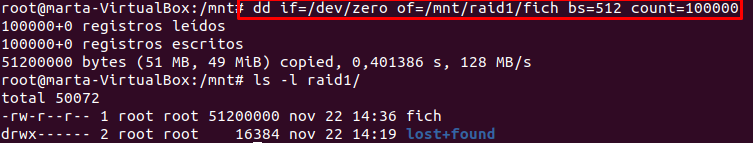 root@marta-VirtualBox:/mnt# dd if=/dev/zero of=/mnt/raid1/fich bs=512 count=100000
100000+0 registros leídos
100000+0 registros escritos
51200000 bytes (51 MB, 49 MiB) copied, 0,401386 s, 128 MB/s
root@marta-VirtualBox:/mnt# ls -l raid1/
total 50072
-rw-r--r-- 1 root root 51200000 nov 22 14:36 fich
drwx------ 2 root root    16384 nov 22 14:19 lost+found